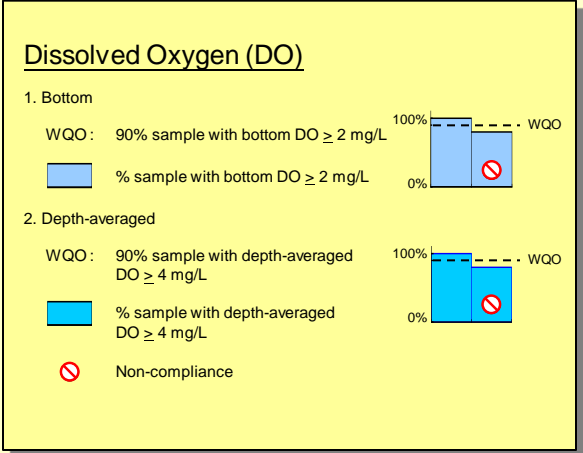 Dissolved Oxygen (DO)
1. Bottom
WQO : 90% sample with bottom DO ≥ 2 mg/L
% sample with bottom DO ≥ 2 mg/L
100%
WQO
0%
2. Depth-averaged
WQO : 90% sample with depth-averaged
DO ≥ 4 mg/L
% sample with depth-averaged
DO ≥ 4 mg/L
100%
WQO
0%
Non-compliance